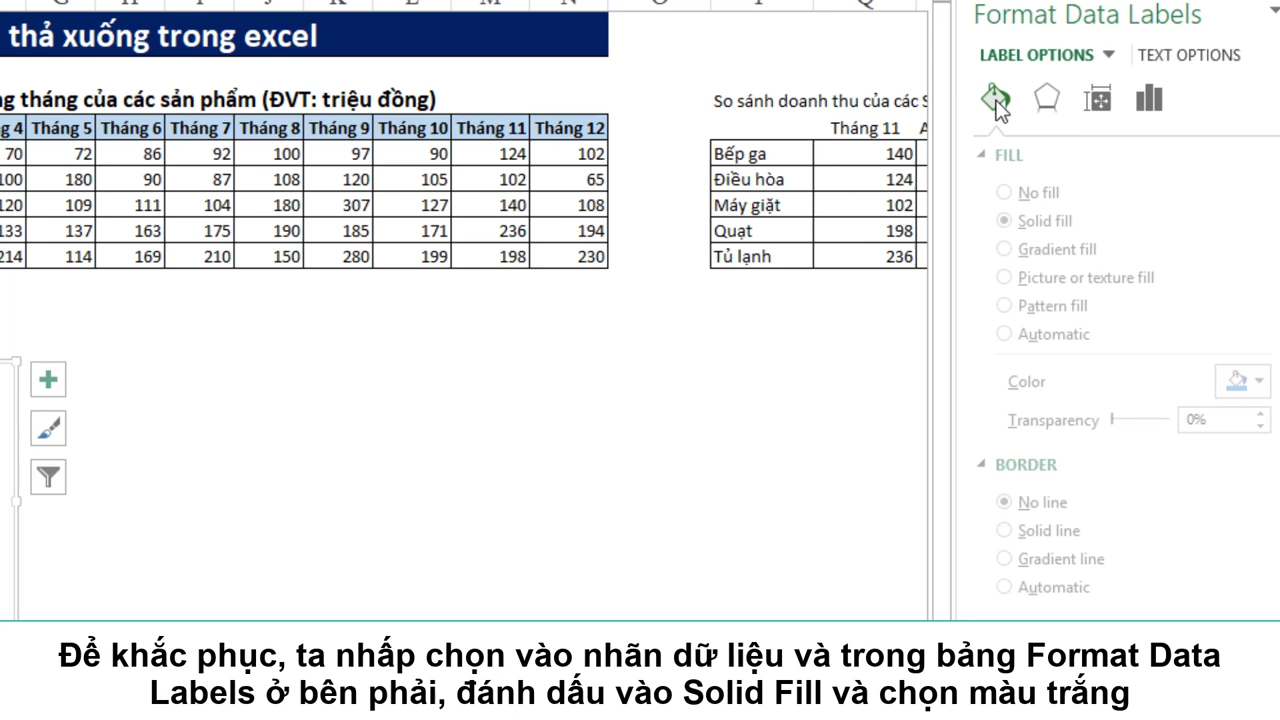 Format Data Labels
thả xuống trong excel
LABEL OPTIONS TEXT OPTIONS
tháng của các sản phẩm (ĐVT: triệu đồng)
So sánh doanh thu của các
4 Tháng 5 Tháng 6 Tháng 7 Tháng 8 Tháng 9 Tháng 10 Tháng 11 Tháng 12
Tháng 11
70 72 86 92 100 97 90 124 102
100 180 90 87 108 120 105 102 65
120 109 111 104 180 307 127 140 108
133 137 163 175 190 185 171 236 194
214 114 169 210 150 280 199 198 230
Bếp ga 140
Điều hòa 124
Máy giặt 102
Quạt 198
Tủ lạnh 236
FILL
No fill
Solid fill
Gradient fill
Picture or texture fill
Pattern fill
Automatic
Color
Transparency 0%
BORDER
No line
Solid line
Gradient line
Automatic
Để khắc phục, ta nhấp chọn vào nhãn dữ liệu và trong bảng Format Data
Labels ở bên phải, đánh dấu vào Solid Fill và chọn màu trắng